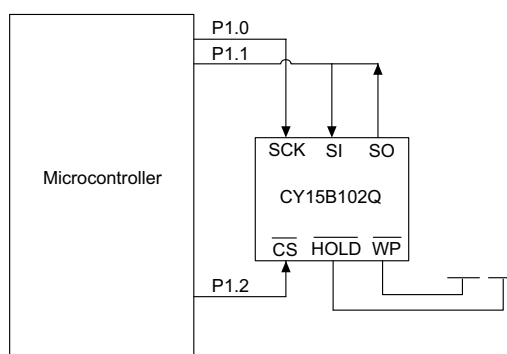 P1.0
P1.1
SCK SI SO
Microcontroller
CY15B102Q
CS HOLD WP
P1.2